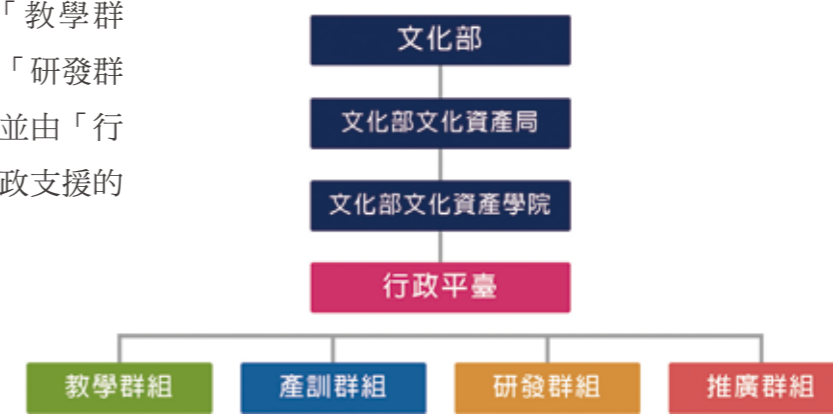 「教學群
「研發群
並由「行
政支援的
文化部
文化部文化資產局
文化部文化資產學院
行政平臺
教學群組
產訓群組
研發群組
推廣群組